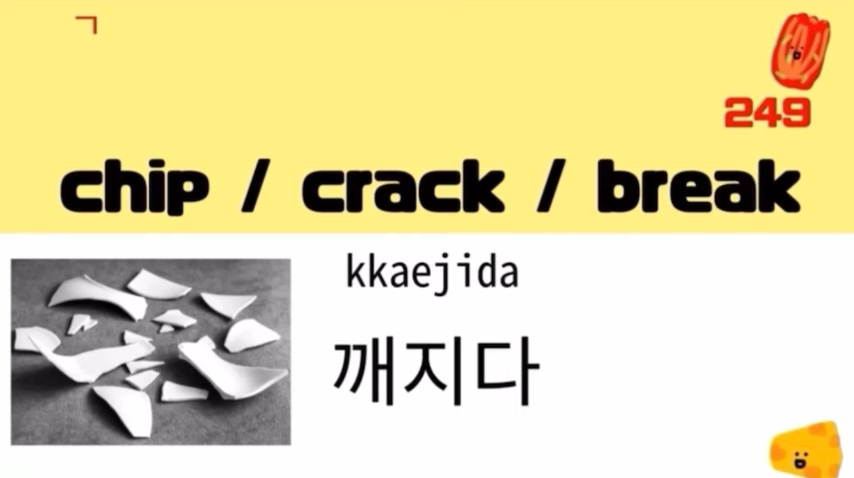 249
chip / crack / break
kkaejida
깨지다